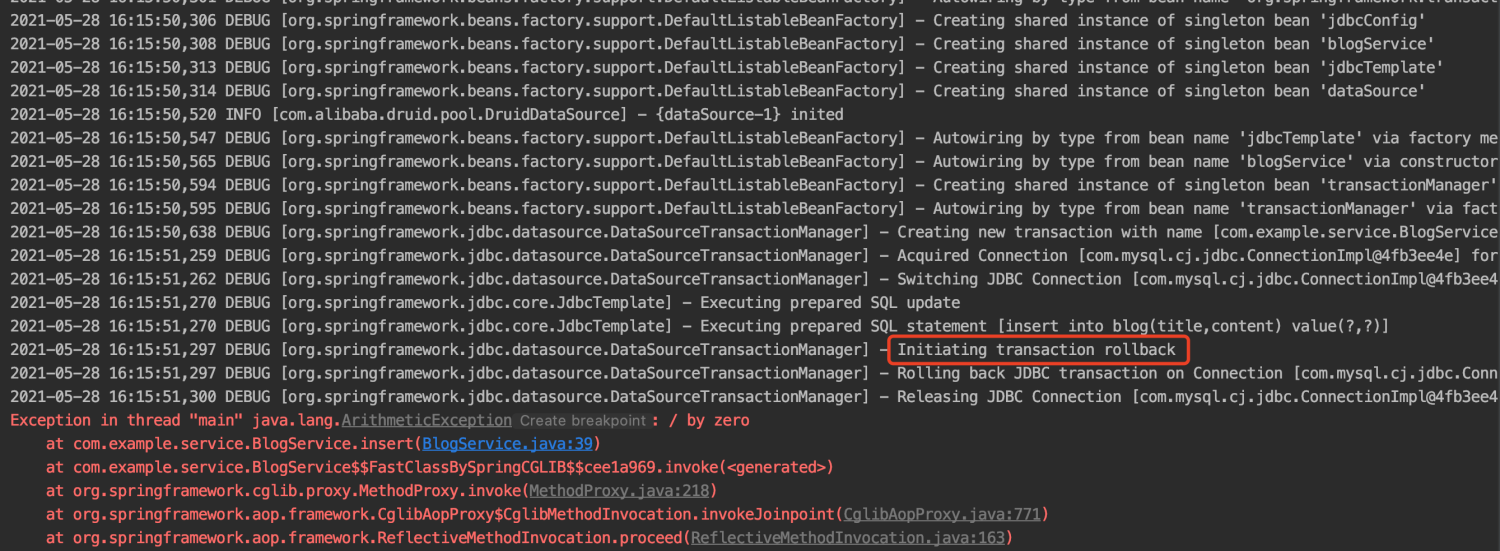 2021-05-28 16:15:50,306 DEBUG [org.springframework.beans.factory.support.DefaultListableBeanFactory] - Creating shared instance of singleton bean 'jdbcConfig'
2021-05-28 16:15:50,308 DEBUG [org.springframework.beans.factory.support.DefaultListableBeanFactory] - Creating shared instance of singleton bean 'blogService'
2021-05-28 16:15:50,313 DEBUG [org.springframework.beans.factory.support.DefaultListableBeanFactory] - Creating shared instance of singleton bean 'jdbcTemplate'
2021-05-28 16:15:50,314 DEBUG [org.springframework.beans.factory.support.DefaultListableBeanFactory] - Creating shared instance of singleton bean 'dataSource'
2021-05-28 16:15:50,520 INFO [com.alibaba.druid.pool.DruidDataSource] - {dataSource-1} inited
2021-05-28 16:15:50,547 DEBUG [org.springframework.beans.factory.support.DefaultListableBeanFactory] - Autowiring by type from bean name 'jdbcTemplate' via factory me
2021-05-28 16:15:50,565 DEBUG [org.springframework.beans.factory.support.DefaultListableBeanFactory] - Autowiring by type from bean name 'blogService' via constructor
2021-05-28 16:15:50,594 DEBUG [org.springframework.beans.factory.support.DefaultListableBeanFactory] - Creating shared instance of singleton bean 'transactionManager'
2021-05-28 16:15:50,595 DEBUG [org.springframework.beans.factory.support.DefaultListableBeanFactory] - Autowiring by type from bean name 'transactionManager' via fact
2021-05-28 16:15:50,638 DEBUG [org.springframework.jdbc.datasource.DataSourceTransactionManager] - Creating new transaction with name [com.example.service.BlogService
2021-05-28 16:15:51,259 DEBUG [org.springframework.jdbc.datasource.DataSourceTransactionManager] - Acquired Connection [com.mysql.cj.jdbc.ConnectionImpl@4fb3ee4e] for
2021-05-28 16:15:51,262 DEBUG [org.springframework.jdbc.datasource.DataSourceTransactionManager] - Switching JDBC Connection [com.mysql.cj.jdbc.ConnectionImpl@4fb3ee4
2021-05-28 16:15:51,270 DEBUG [org.springframework.jdbc.core.JdbcTemplate] - Executing prepared SQL update
2021-05-28 16:15:51,270 DEBUG [org.springframework.jdbc.core.JdbcTemplate] - Executing prepared SQL statement [insert into blog(title,content) value(?,?)]
2021-05-28 16:15:51,297 DEBUG [org.springframework.jdbc.datasource.DataSourceTransactionManager] - Initiating transaction rollback
2021-05-28 16:15:51,297 DEBUG [org.springframework.jdbc.datasource.DataSourceTransactionManager] - Rolling back JDBC transaction on Connection [com.mysql.cj.jdbc.Conn
2021-05-28 16:15:51,300 DEBUG [org.springframework.jdbc.datasource.DataSourceTransactionManager] - Releasing JDBC Connection [com.mysql.cj.jdbc.ConnectionImpl@4fb3ee4
Exception in thread "main" java.lang.ArithmeticException Create breakpoint : / by zero
at com.example.service.BlogService.insert(BlogService.java:39)
at com.example.service.BlogService$$FastClassBySpringCGLIB$$cee1a969.invoke(<generated>)
at org.springframework.cglib.proxy.MethodProxy.invoke(MethodProxy.java:218)
at org.springframework.aop.framework.CglibAopProxy$CglibMethodInvocation.invokeJoinpoint(CglibAopProxy.java:771)
at org.springframework.aop.framework.ReflectiveMethodInvocation.proceed(ReflectiveMethodInvocation.java:163)